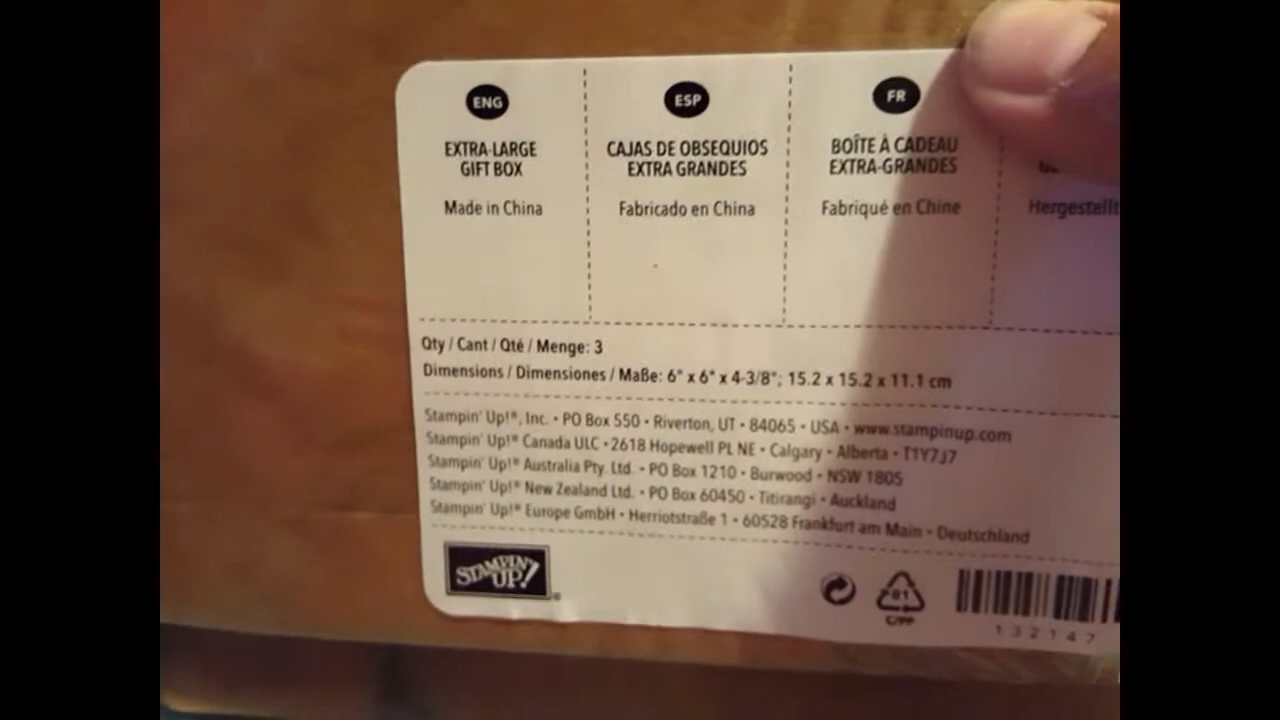 ENG
EXTRA-LARGE
GIFT BOX
Made in China
ESP
CAJAS DE OBSEQUIOS
EXTRA GRANDES
Fabricado en China
FR
BOÎTE À CADEAU
EXTRA-GRANDES
Fabriqué en Chine
Hergestellt
Qty / Cant / Qté / Menge: 3
Dimensions / Dimensiones / Maße: 6" x 6" x 4-3/8"; 15.2 x 15.2 x 11.1 cm
Stampin' Up!®, Inc. • PO Box 550 • Riverton, UT • 84065 • USA • www.stampinup.com
Stampin' Up!® Canada ULC • 2618 Hopewell PL NE • Calgary • Alberta • T1Y7J7
Stampin' Up!® Australia Pty. Ltd. • PO Box 1210 • Burwood • NSW 1805
Stampin' Up!® New Zealand Ltd. • PO Box 60450 • Titirangi • Auckland
Stampin' Up!® Europe GmbH • Herriotstraße 1 • 60528 Frankfurt am Main • Deutschland
STAMPIN' UP!®
81
C/PP
132147